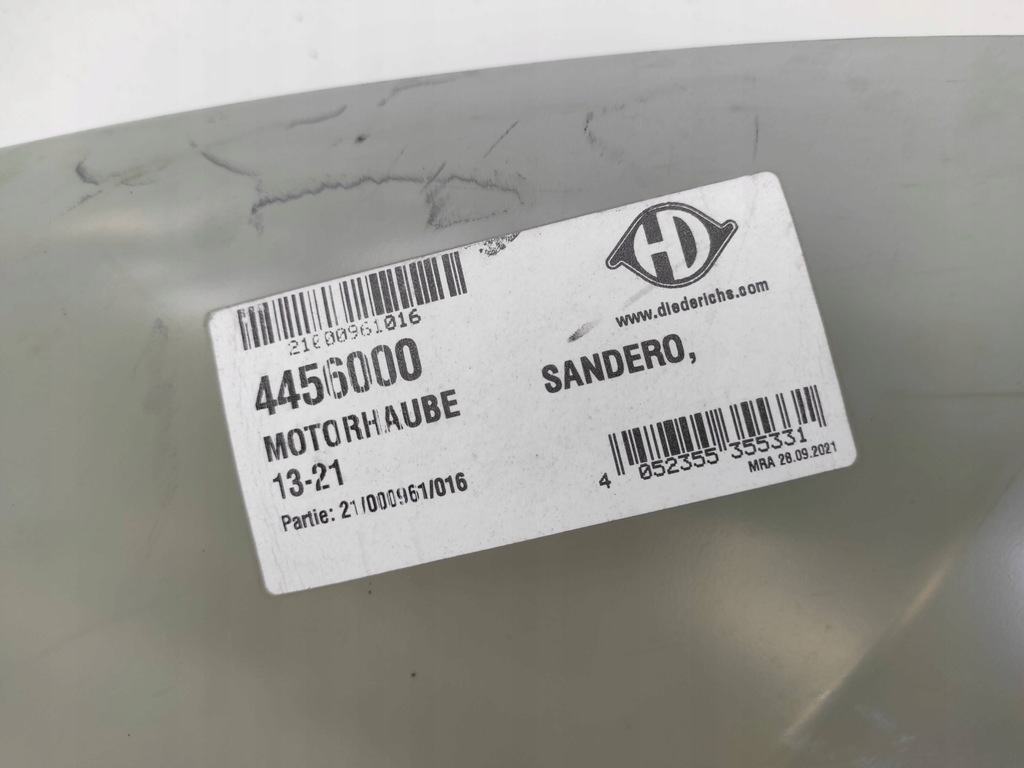 21000961016
4456000
MOTORHAUBE
13-21
Partie: 21/000961/016
HD
www.diederichs.com
SANDERO,
4 052355 355331
MRA 28.09.2021